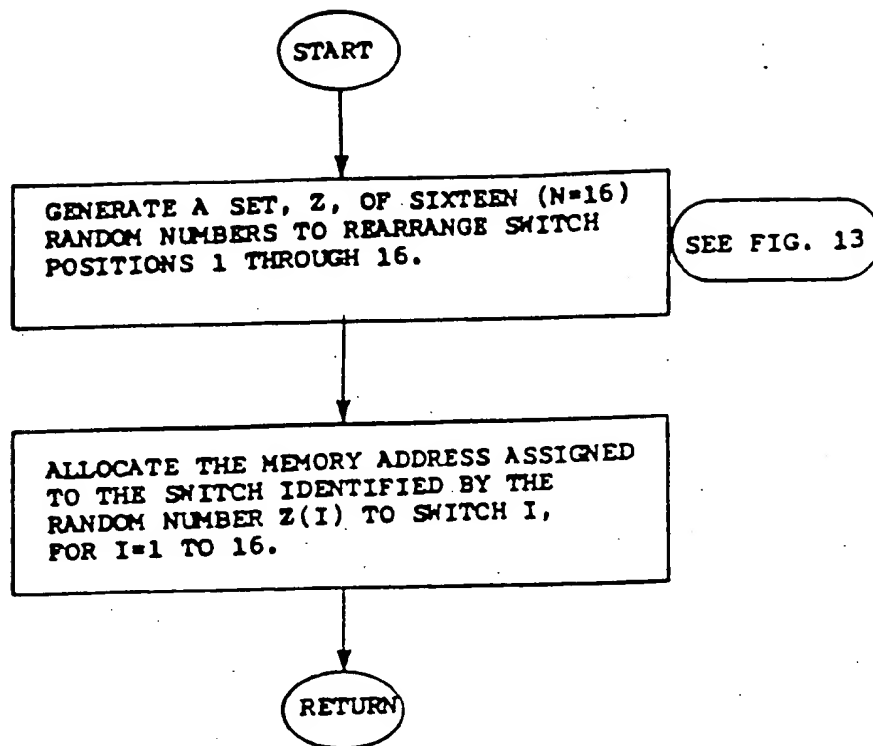 START
GENERATE A SET, Z, OF SIXTEEN (N=16)
RANDOM NUMBERS TO REARRANGE SWITCH
POSITIONS 1 THROUGH 16.
SEE FIG. 13
ALLOCATE THE MEMORY ADDRESS ASSIGNED
TO THE SWITCH IDENTIFIED BY THE
RANDOM NUMBER Z(I) TO SWITCH I,
FOR I=1 TO 16.
RETURN